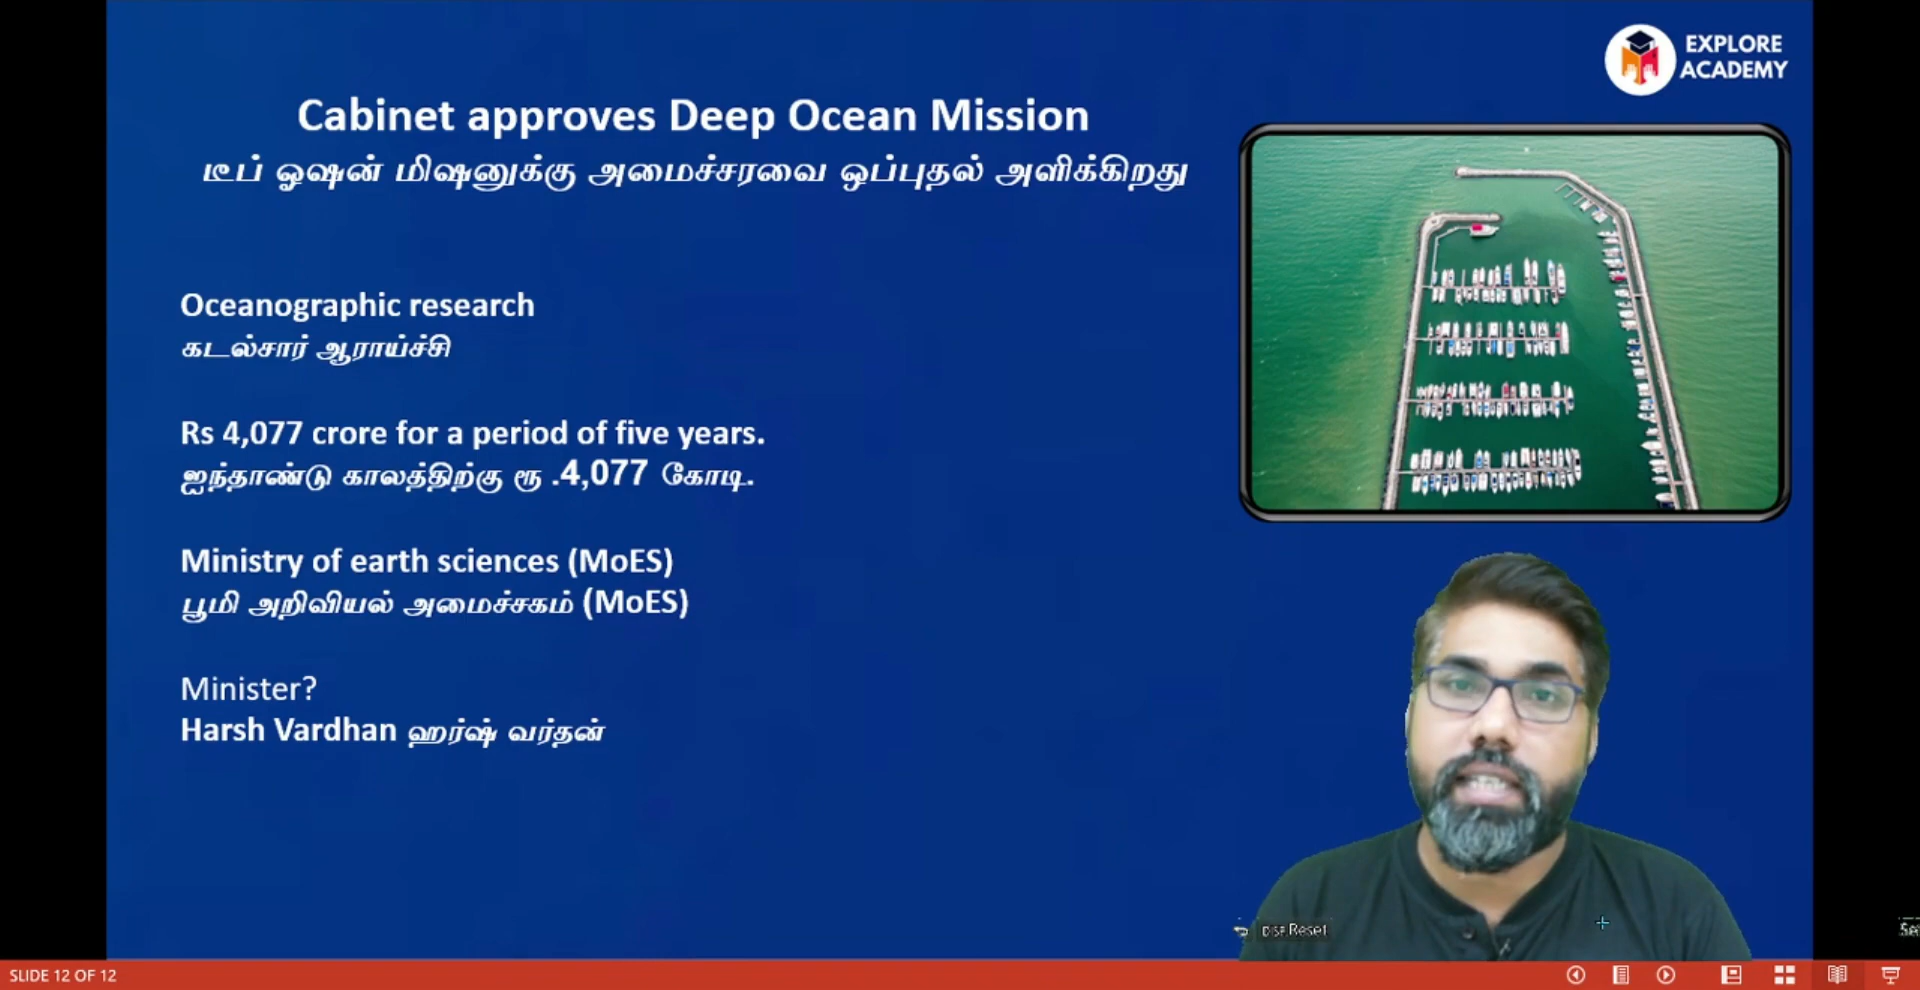 EXPLORE
ACADEMY
Cabinet approves Deep Ocean Mission
டீப் ஓஷன் மிஷனுக்கு அமைச்சரவை ஒப்புதல் அளிக்கிறது
Oceanographic research
கடல்சார் ஆராய்ச்சி
Rs 4,077 crore for a period of five years.
ஐந்தாண்டு காலத்திற்கு ரூ .4,077 கோடி.
Ministry of earth sciences (MoES)
பூமி அறிவியல் அமைச்சகம் (MoES)
Minister?
Harsh Vardhan ஹர்ஷ் வர்தன்
Reset
SLIDE 12 OF 12